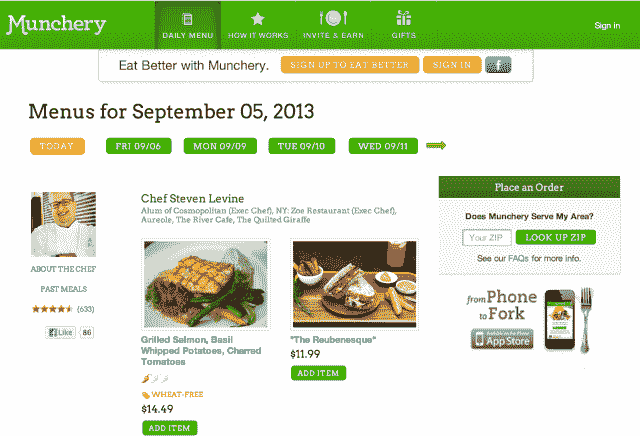 Munchery
DAILY MENU
HOW IT WORKS
INVITE & EARN
GIFTS
Sign in
Eat Better with Munchery.
SIGN UP TO EAT BETTER
SIGN IN
f
Menus for September 05, 2013
TODAY
FRI 09/06
MON 09/09
TUE 09/10
WED 09/11
Chef Steven Levine
Alum of Cosmopolitan (Exec Chef), NY: Zoe Restaurant (Exec Chef),
Aureole, The River Cafe, The Quilted Giraffe
ABOUT THE CHEF
PAST MEALS
(633)
Like
86
Grilled Salmon, Basil
Whipped Potatoes, Charred
Tomatoes
WHEAT-FREE
$14.49
ADD ITEM
"The Reubenesque"
$11.99
ADD ITEM
Place an Order
Does Munchery Serve My Area?
Your ZIP
LOOK UP ZIP
See our FAQs for more info.
from Phone
to Fork
App Store